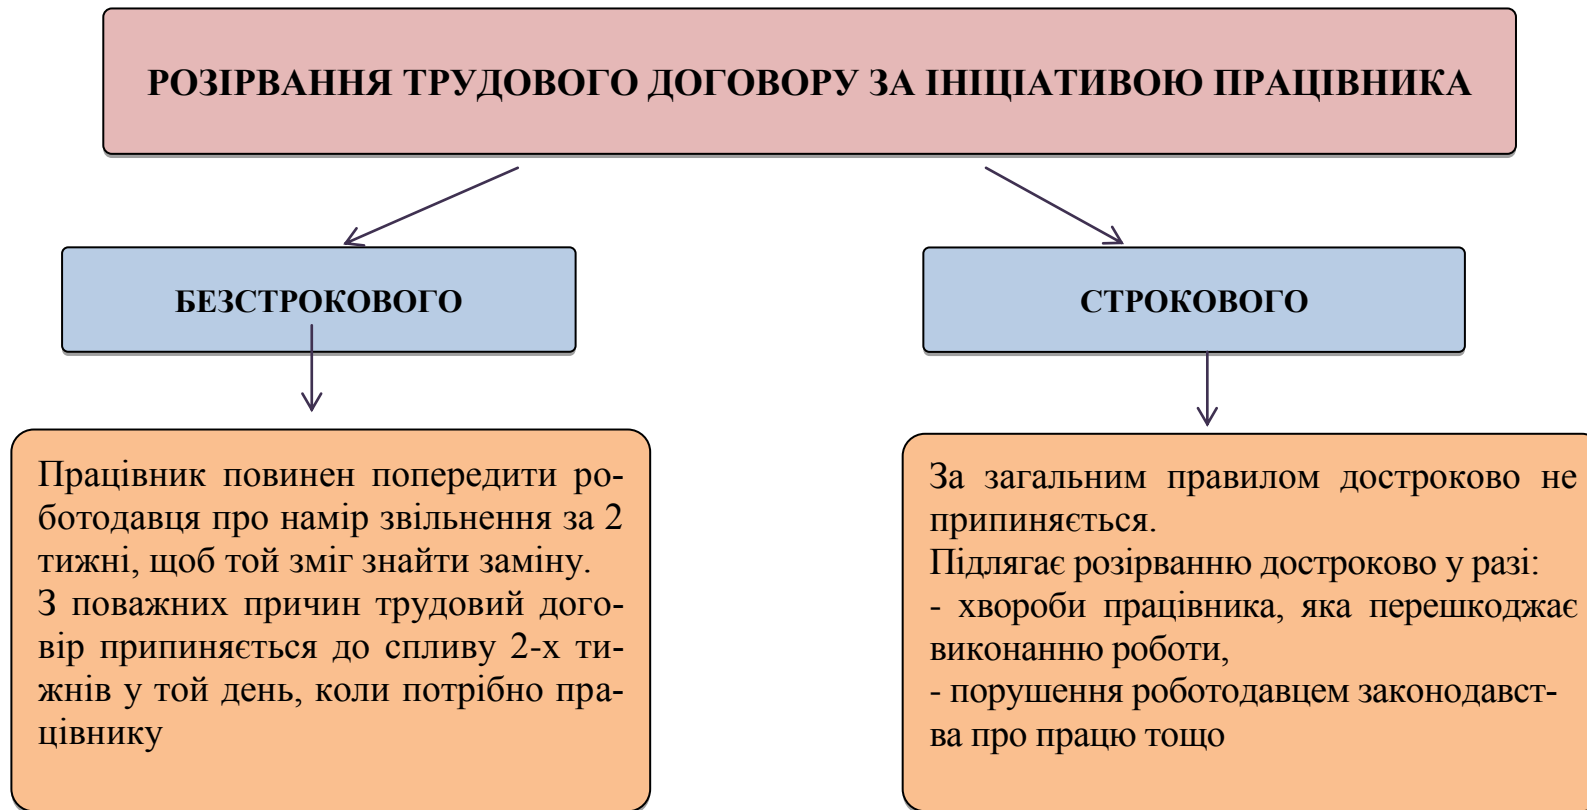 РОЗІРВАННЯ ТРУДОВОГО ДОГОВОРУ ЗА ІНІЦІАТИВОЮ ПРАЦІВНИКА
БЕЗСТРОКОВОГО
СТРОКОВОГО
Працівник повинен попередити ро-
ботодавця про намір звільнення за 2
тижні, щоб той зміг знайти заміну.
З поважних причин трудовий дого-
вір припиняється до спливу 2-х ти-
жнів у той день, коли потрібно пра-
цівнику
За загальним правилом достроково не
припиняється.
Підлягає розірванню достроково у разі:
- хвороби працівника, яка перешкоджає
виконанню роботи,
- порушення роботодавцем законодавст-
ва про працю тощо